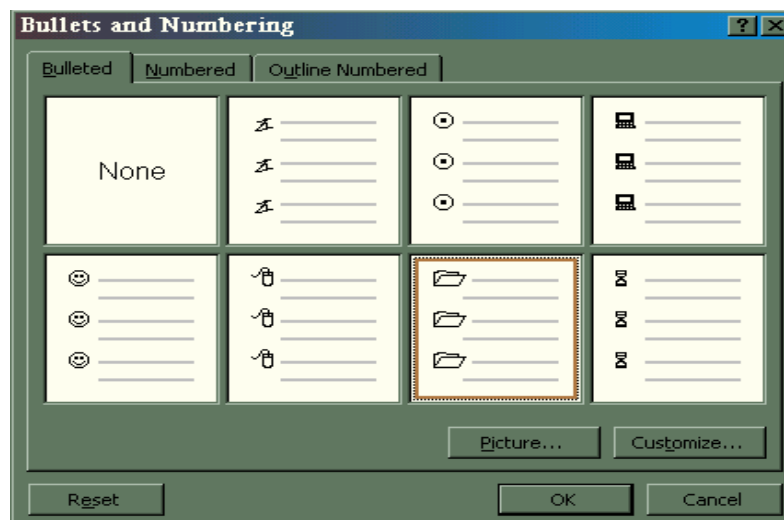 Bullets and Numbering
Bulleted Numbered Outline Numbered
None
Picture... Customize...
Reset OK Cancel